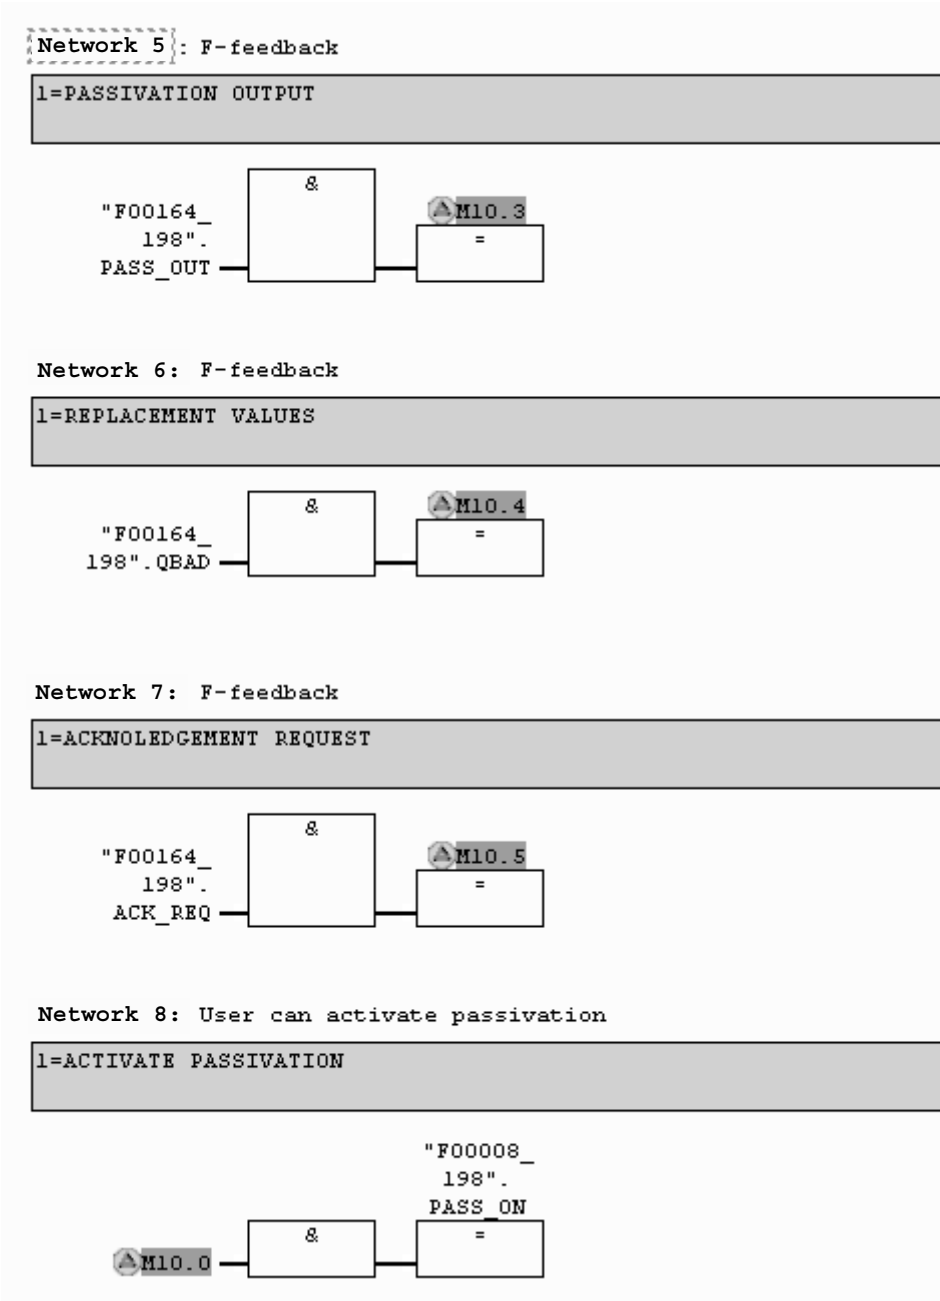 Network 5: F-feedback
1=PASSIVATION OUTPUT
&
"F00164_
198".
PASS_OUT
M10.3
=
Network 6: F-feedback
1=REPLACEMENT VALUES
&
"F00164_
198".QBAD
M10.4
=
Network 7: F-feedback
1=ACKNOLEDGEMENT REQUEST
&
"F00164_
198".
ACK_REQ
M10.5
=
Network 8: User can activate passivation
1=ACTIVATE PASSIVATION
"F00008_
198".
PASS_ON
M10.0
&
=